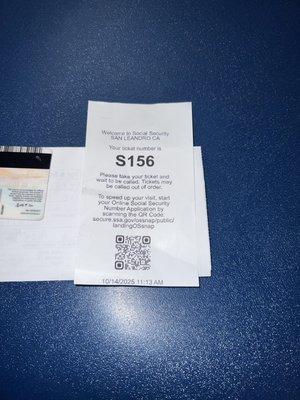 Welcome to Social Security
SAN LEANDRO CA
Your ticket number is
S156
Please take your ticket and
wait to be called. Tickets may
be called out of order.
To speed up your visit, start
your Online Social Security
Number Application by
scanning the QR Code:
secure.ssa.gov/ossnap/public/
landingOSsnap
10/14/2025 11:13 AM